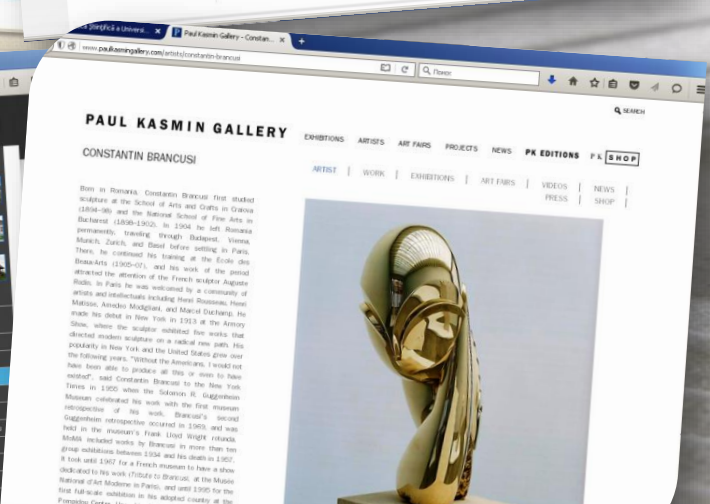 Științifică a Universi...
Paul Kasmin Gallery – Constan...
www.paulkasmingallery.com/artists/constantin-brancusi
Поиск
SEARCH
PAUL KASMIN GALLERY
EXHIBITIONS ARTISTS ART FAIRS PROJECTS NEWS PK EDITIONS PK SHOP
CONSTANTIN BRANCUSI
ARTIST | WORK | EXHIBITIONS | ART FAIRS | VIDEOS | NEWS |
PRESS | SHOP |
Born in Romania, Constantin Brancusi first studied
sculpture at the School of Arts and Crafts in Craiova
(1894–98) and the National School of Fine Arts in
Bucharest (1898–1902). In 1904 he left Romania
permanently, traveling through Budapest, Vienna,
Munich, Zurich, and Basel before settling in Paris.
There, he continued his training at the École des
Beaux-Arts (1905–07), and his work of the period
attracted the attention of the French sculptor Auguste
Rodin. In Paris he was welcomed by a community of
artists and intellectuals including Henri Rousseau, Henri
Matisse, Amedeo Modigliani, and Marcel Duchamp. He
made his debut in New York in 1913 at the Armory
Show, where the sculptor exhibited five works that
directed modern sculpture on a radical new path. His
popularity in New York and the United States grew over
the following years. "Without the Americans, I would not
have been able to produce all this or even to have
existed", said Constantin Brancusi to the New York
Times in 1955 when the Solomon R. Guggenheim
Museum celebrated his work with the first museum
retrospective of his work. Brancusi's second
Guggenheim retrospective occurred in 1969, and was
held in the museum's Frank Lloyd Wright rotunda.
MoMA included works by Brancusi in more than ten
group exhibitions between 1934 and his death in 1957.
It took until 1967 for a French museum to have a show
dedicated to his work (Tribute to Brancusi, at the Musée
National d'Art Moderne in Paris), and until 1995 for the
first full-scale exhibition in his adopted country at the